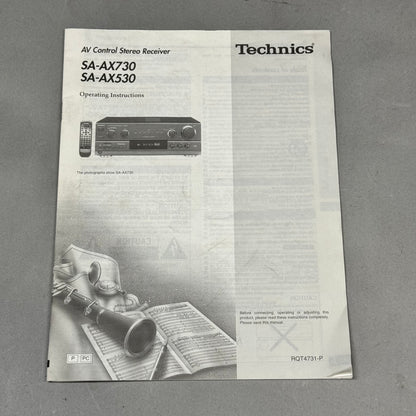 AV Control Stereo Receiver
Technics
SA-AX730
SA-AX530
Operating Instructions
The photographs show SA-AX730
Before connecting, operating or adjusting this
product, please read these instructions completely.
Please save this manual.
RQT4731-P